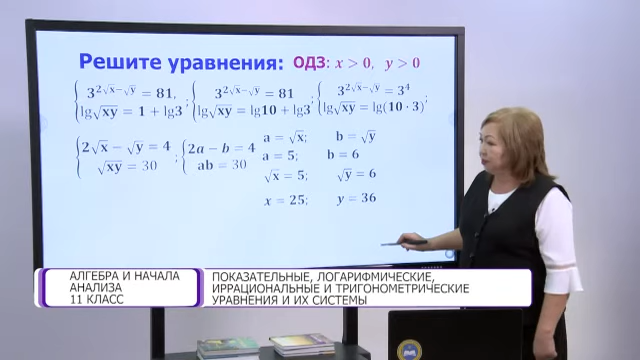 Решите уравнения: ОДЗ: x > 0, y > 0
{3^(2√x−√y) = 81, lg√xy = 1 + lg3; {3^(2√x−√y) = 81 lg√xy = lg10 + lg3; {3^(2√x−√y) = 3^4 lg√xy = lg(10 · 3);
{2√x − √y = 4 √xy = 30; {2a − b = 4 ab = 30
a = √x; b = √y
a = 5; b = 6
√x = 5; √y = 6
x = 25; y = 36
АЛГЕБРА И НАЧАЛА
АНАЛИЗА
11 КЛАСС
ПОКАЗАТЕЛЬНЫЕ, ЛОГАРИФМИЧЕСКИЕ,
ИРРАЦИОНАЛЬНЫЕ И ТРИГОНОМЕТРИЧЕСКИЕ
УРАВНЕНИЯ И ИХ СИСТЕМЫ